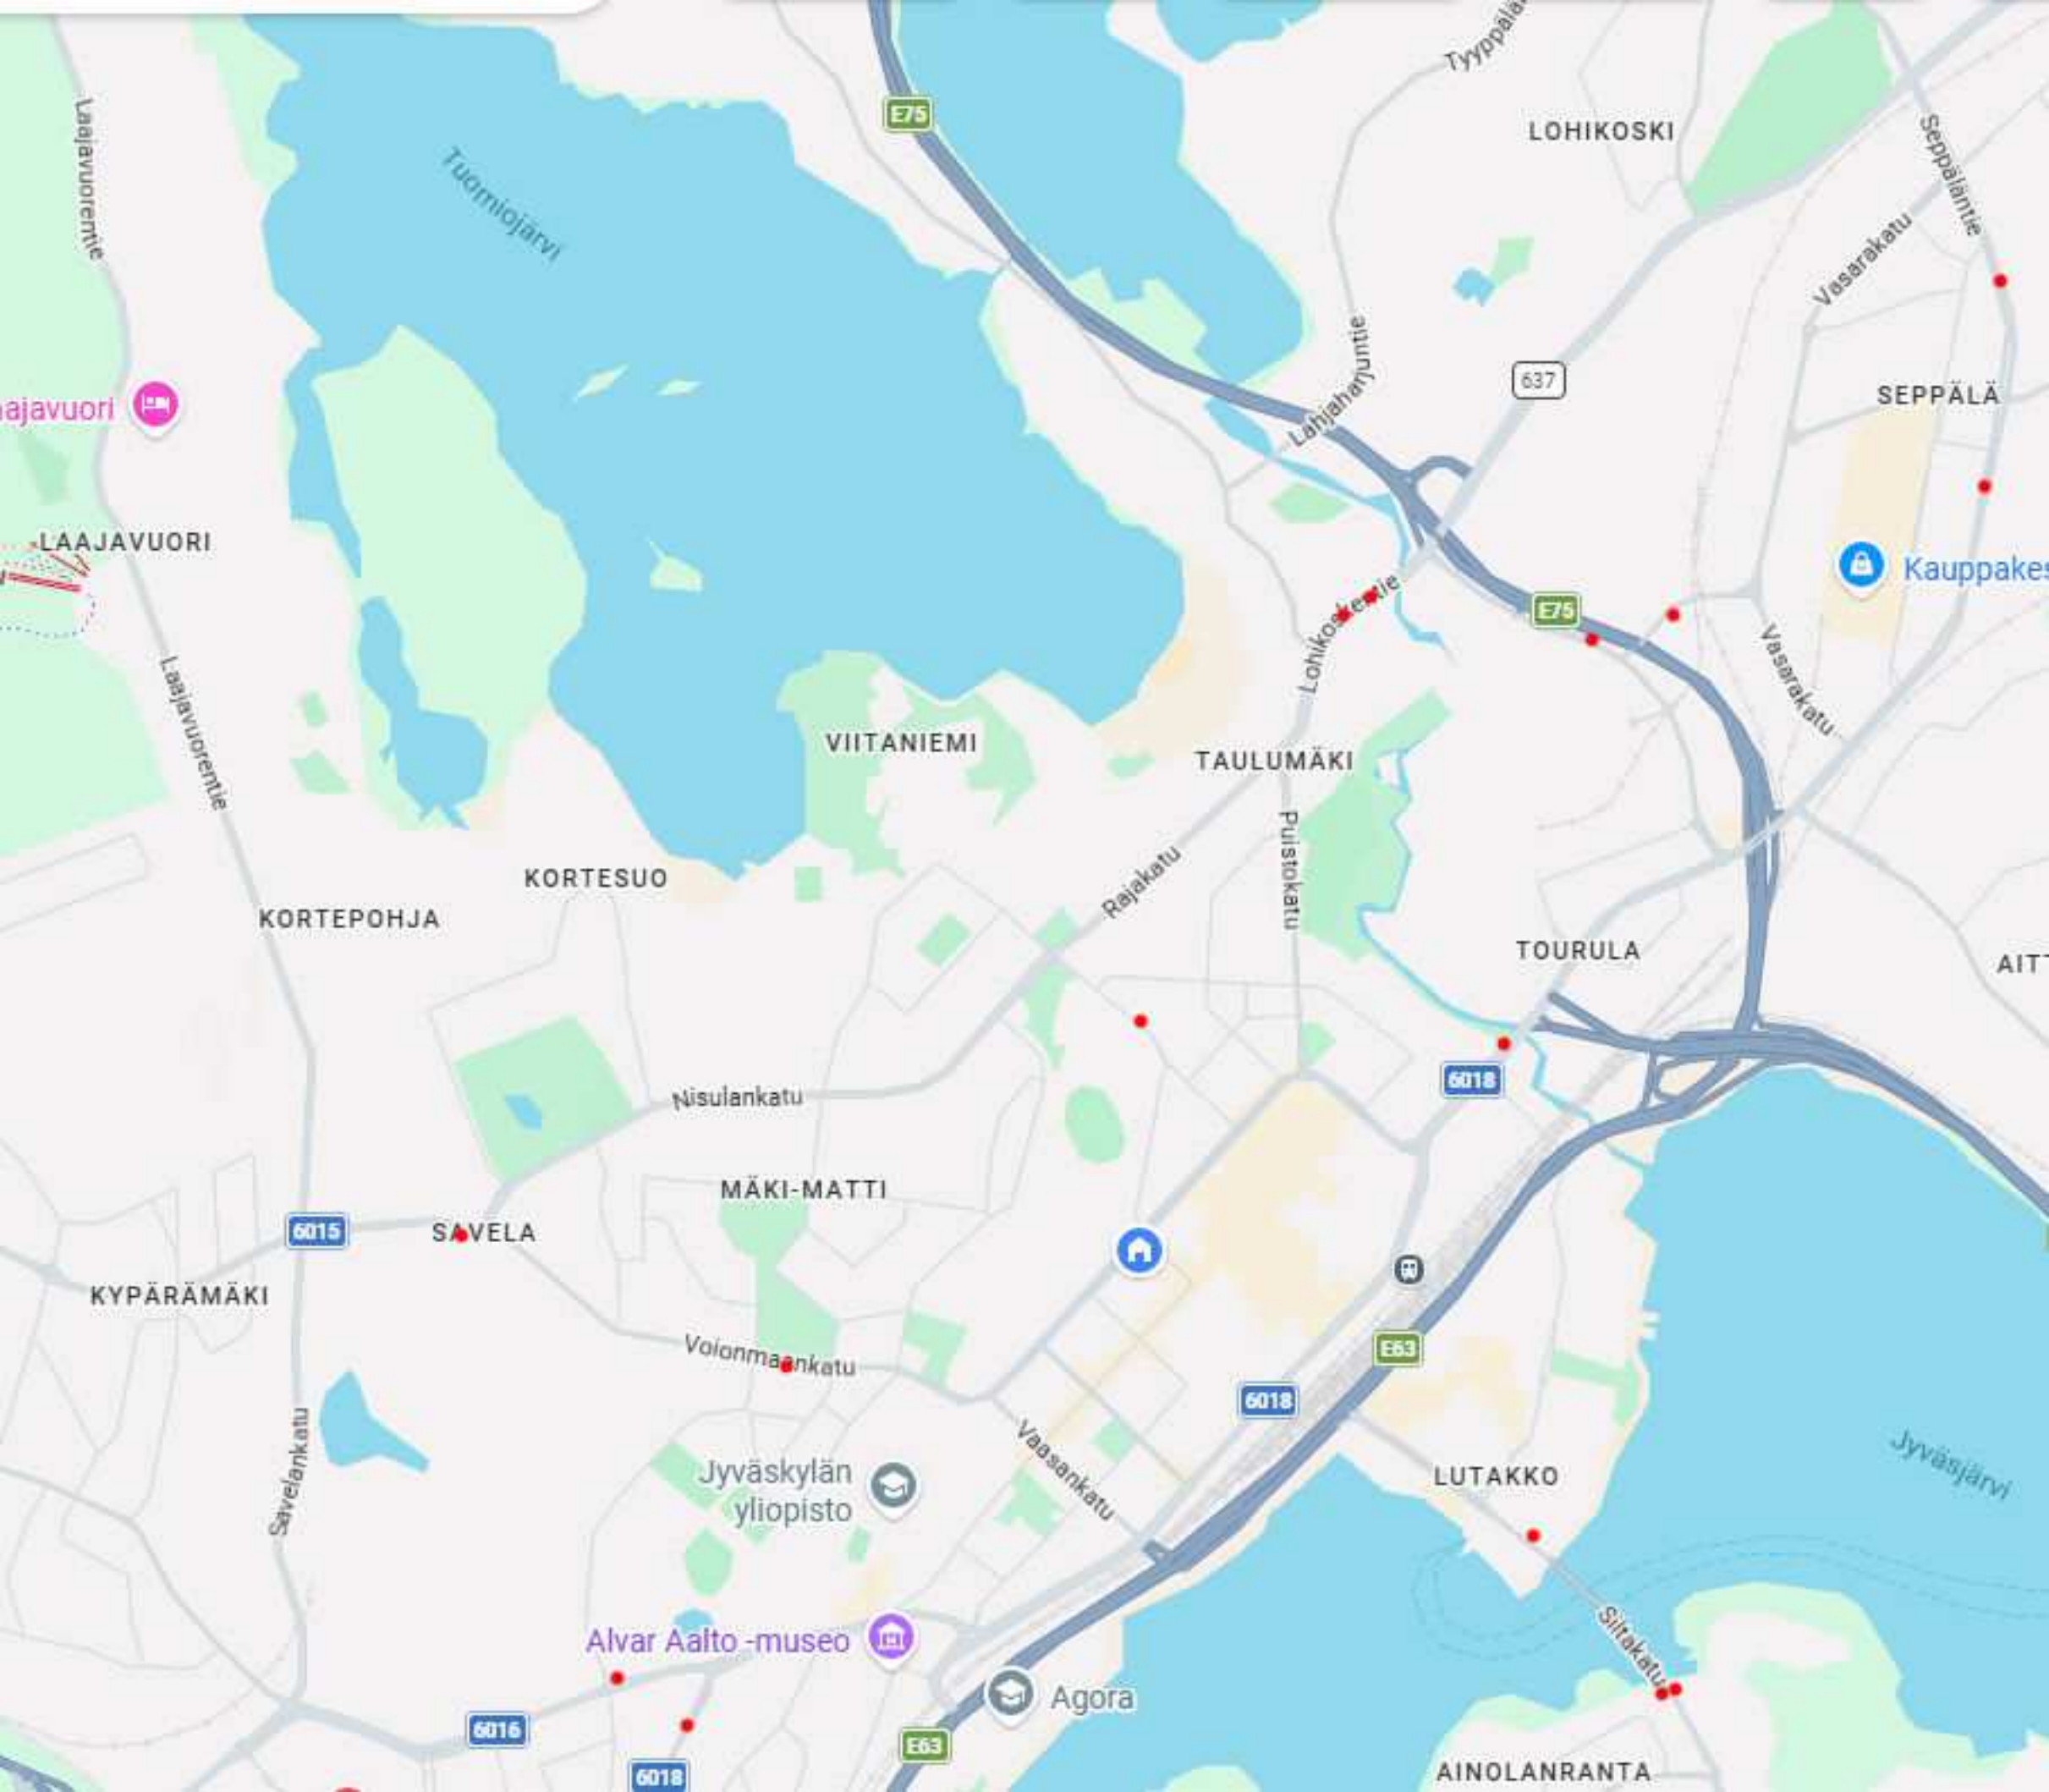 E75
Tyyppälä
LOHIKOSKI
Laajavuorentie
Tuomiojärvi
Seppäläntie
Vasarakatu
Lahjaharjuntie
637
SEPPÄLÄ
aajavuori
LAAJAVUORI
Kauppakes
Lohikoskentie
E75
Laajavuorentie
Vasarakatu
VIITANIEMI
TAULUMÄKI
Puistokatu
KORTESUO
Rajakatu
KORTEPOHJA
TOURULA
AIT
6018
Nisulankatu
MÄKI-MATTI
6015
SAVELA
KYPÄRÄMÄKI
Voionmaankatu
E63
6018
Savelankatu
Vaasankatu
Jyväskylän
yliopisto
LUTAKKO
Jyväsjärvi
Siltakatu
Alvar Aalto -museo
Agora
6016
E63
6018
AINOLANRANTA